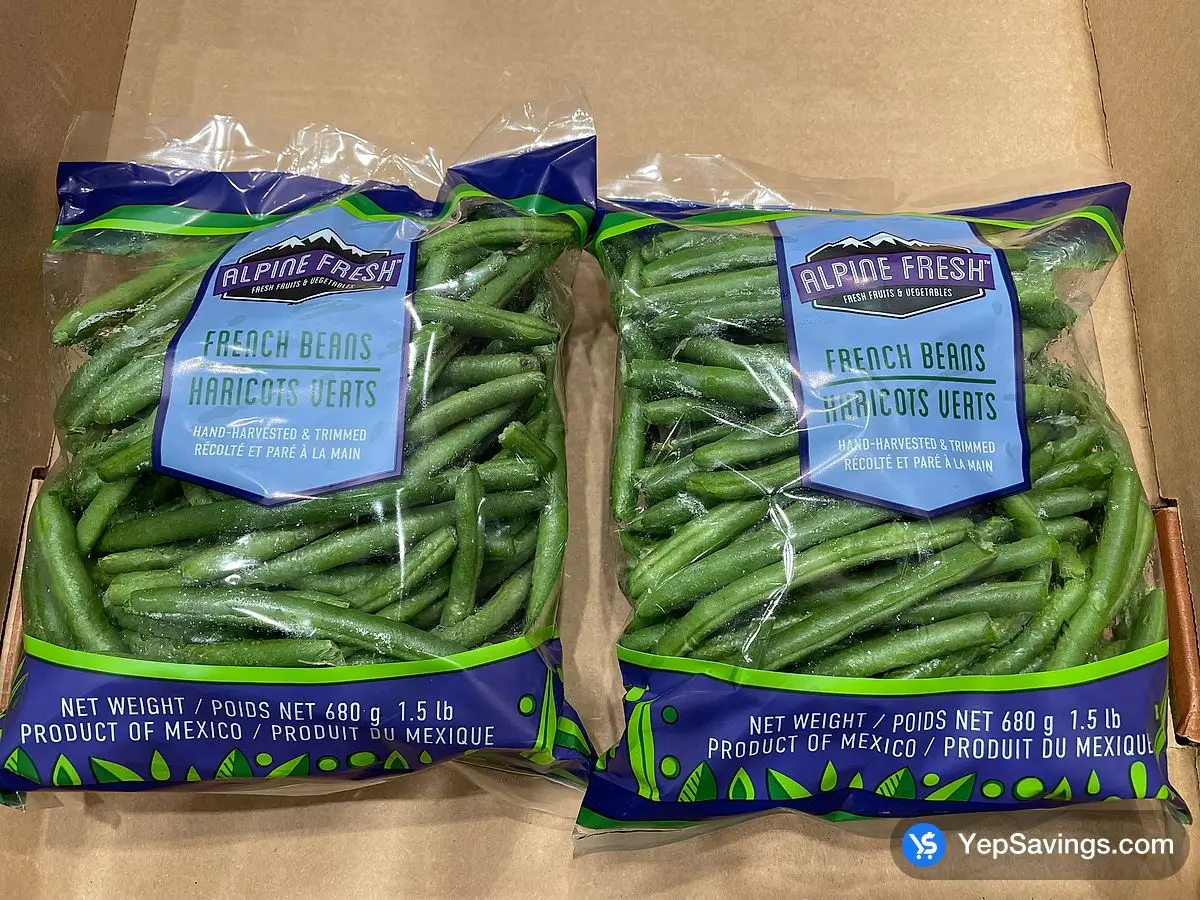 ALPINE FRESH™
FRESH FRUITS & VEGETABLES
FRENCH BEANS
HARICOTS VERTS
HAND-HARVESTED & TRIMMED
RÉCOLTÉ ET PARÉ À LA MAIN
NET WEIGHT / POIDS NET 680 g 1.5 lb
PRODUCT OF MEXICO / PRODUIT DU MEXIQUE
ALPINE FRESH™
FRESH FRUITS & VEGETABLES
FRENCH BEANS
HARICOTS VERTS
HAND-HARVESTED & TRIMMED
RÉCOLTÉ ET PARÉ À LA MAIN
NET WEIGHT / POIDS NET 680 g 1.5 lb
PRODUCT OF MEXICO / PRODUIT DU MEXIQUE
YepSavings.com